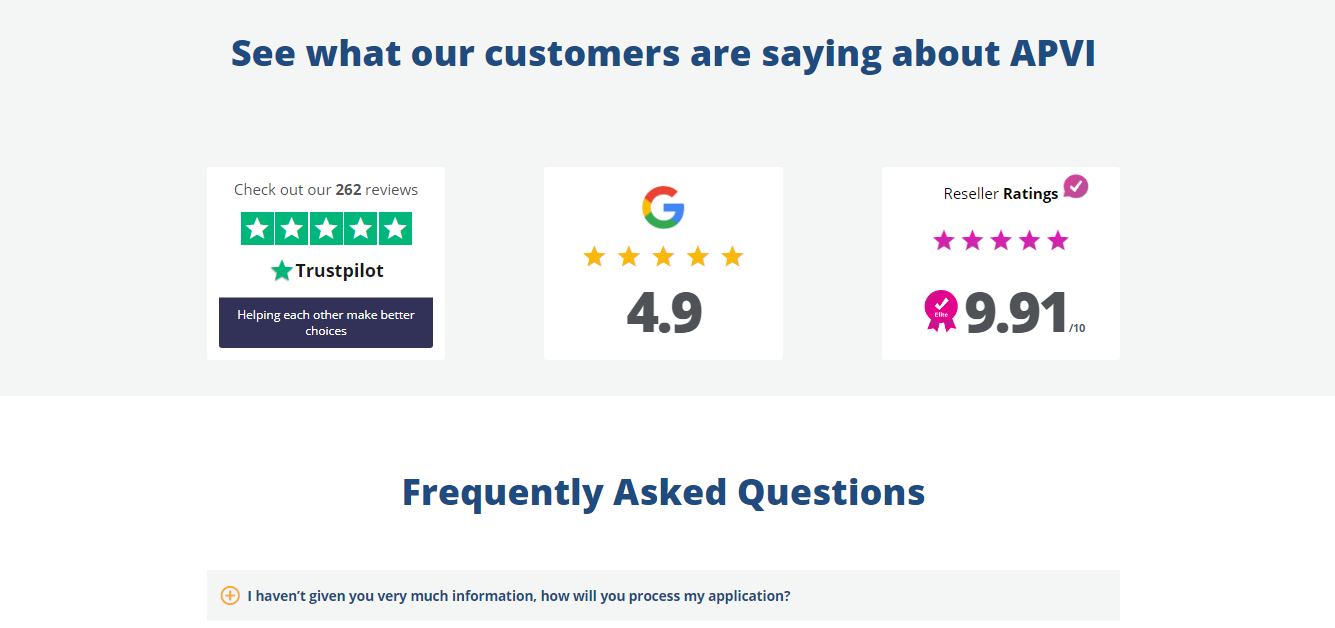 See what our customers are saying about APVI
Check out our 262 reviews
Trustpilot
Helping each other make better
choices
4.9
Reseller Ratings
Elite
9.91/10
Frequently Asked Questions
I haven’t given you very much information, how will you process my application?